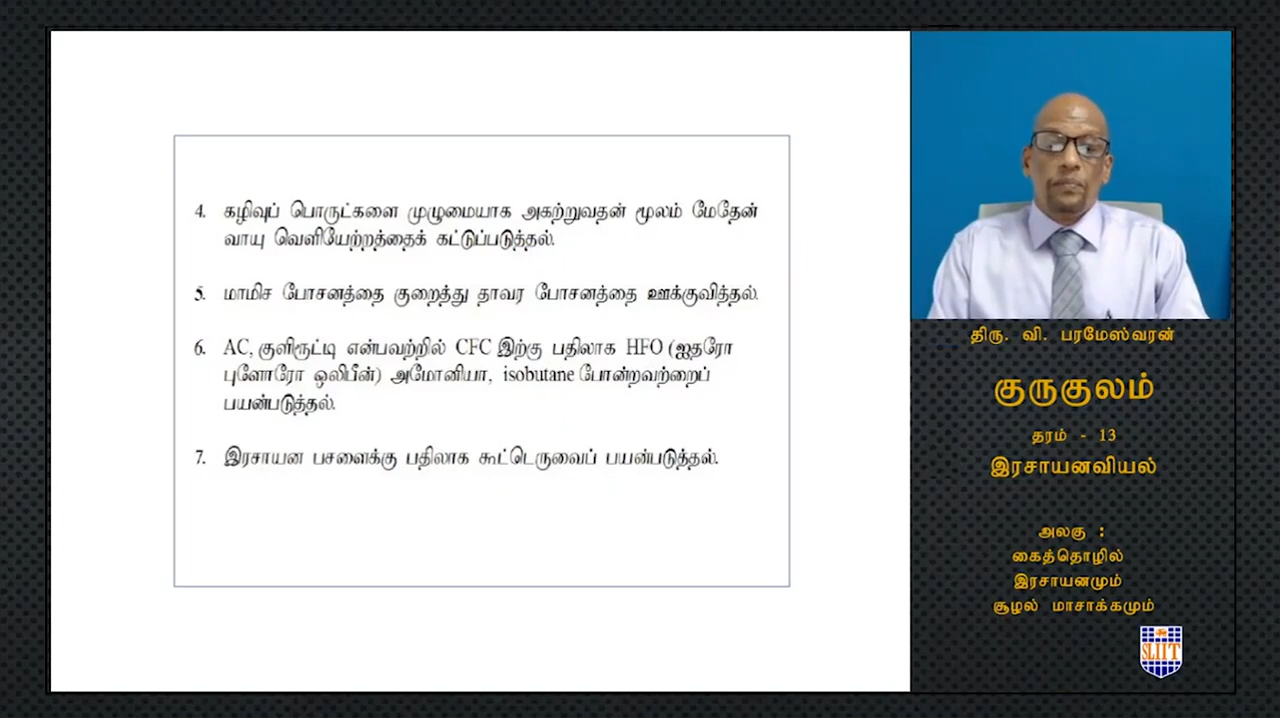 4. கழிவுப் பொருட்களை முழுமையாக அகற்றுவதன் மூலம் மேதேன்
வாயு வெளியேற்றத்தைக் கட்டுப்படுத்தல்.
5. மாமிச போசனத்தை குறைத்து தாவர போசனத்தை ஊக்குவித்தல்.
6. AC, குளிரூட்டி என்பவற்றில் CFC இற்கு பதிலாக HFO (ஐதரோ
புளோரோ ஒலிபீன்) அமோனியா, isobutane போன்றவற்றைப்
பயன்படுத்தல்.
7. இரசாயன பசளைக்கு பதிலாக கூட்டெருவைப் பயன்படுத்தல்.
திரு. வி. பரமேஸ்வரன்
குருகுலம்
தரம் - 13
இரசாயனவியல்
அலகு :
கைத்தொழில்
இரசாயனமும்
சூழல் மாசாக்கமும்
SLIIT